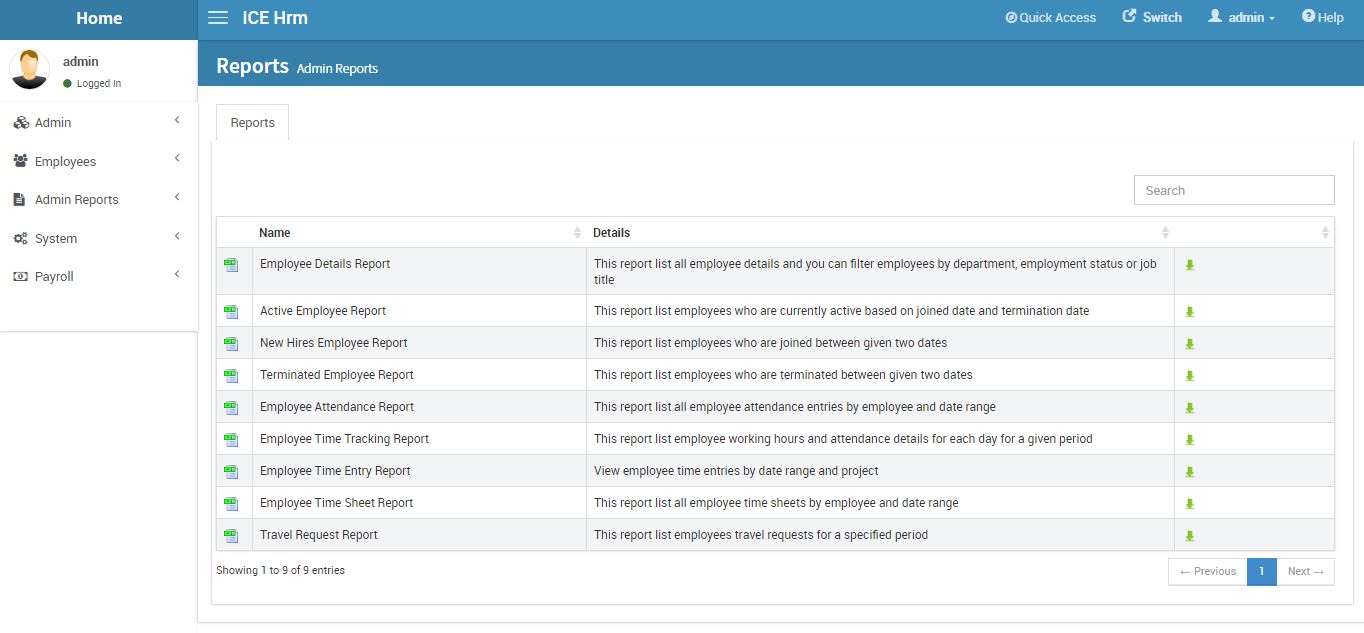 Home
ICE Hrm
Quick Access
Switch
admin
Help
admin
Logged In
Reports Admin Reports
Admin
Employees
Admin Reports
System
Payroll
Reports
Search
Name Details
Employee Details Report This report list all employee details and you can filter employees by department, employment status or job
title
Active Employee Report This report list employees who are currently active based on joined date and termination date
New Hires Employee Report This report list employees who are joined between given two dates
Terminated Employee Report This report list employees who are terminated between given two dates
Employee Attendance Report This report list all employee attendance entries by employee and date range
Employee Time Tracking Report This report list employee working hours and attendance details for each day for a given period
Employee Time Entry Report View employee time entries by date range and project
Employee Time Sheet Report This report list all employee time sheets by employee and date range
Travel Request Report This report list employees travel requests for a specified period
Showing 1 to 9 of 9 entries
← Previous 1 Next →